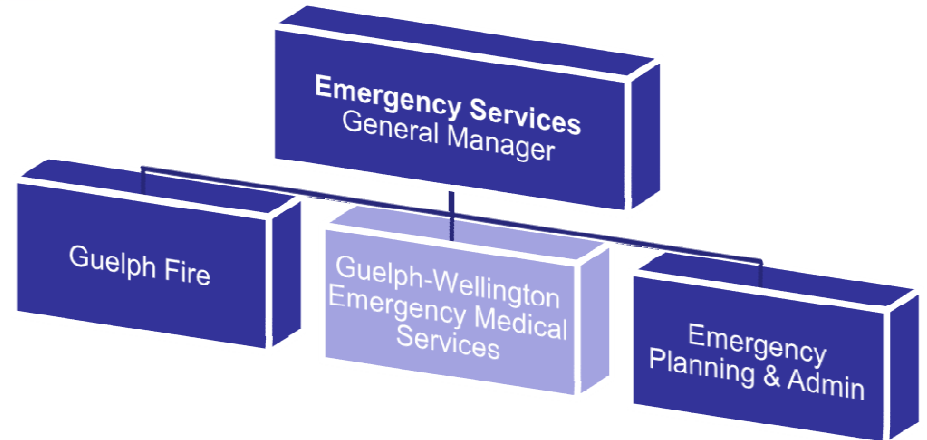 Emergency Services
General Manager
Guelph Fire
Guelph-Wellington
Emergency Medical
Services
Emergency
Planning & Admin